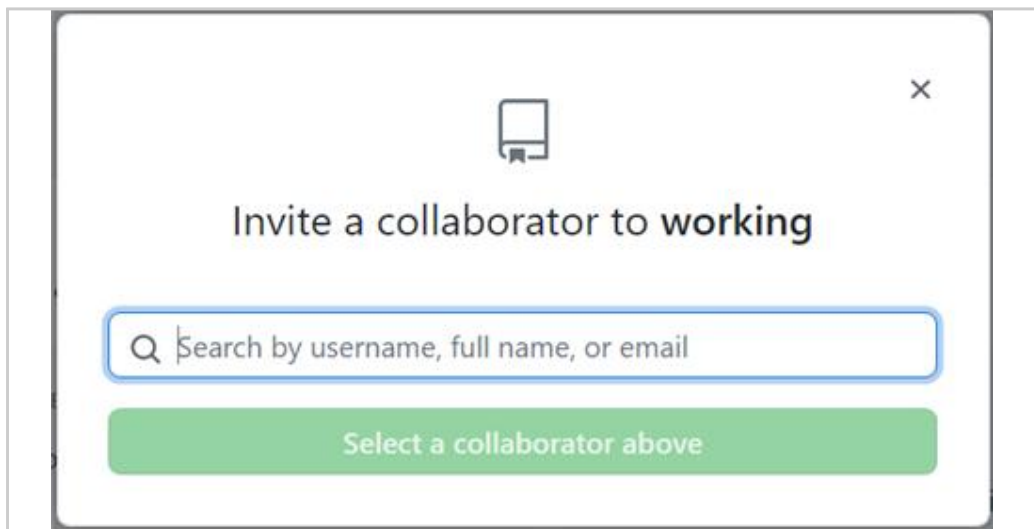 Invite a collaborator to working
Search by username, full name, or email
Select a collaborator above